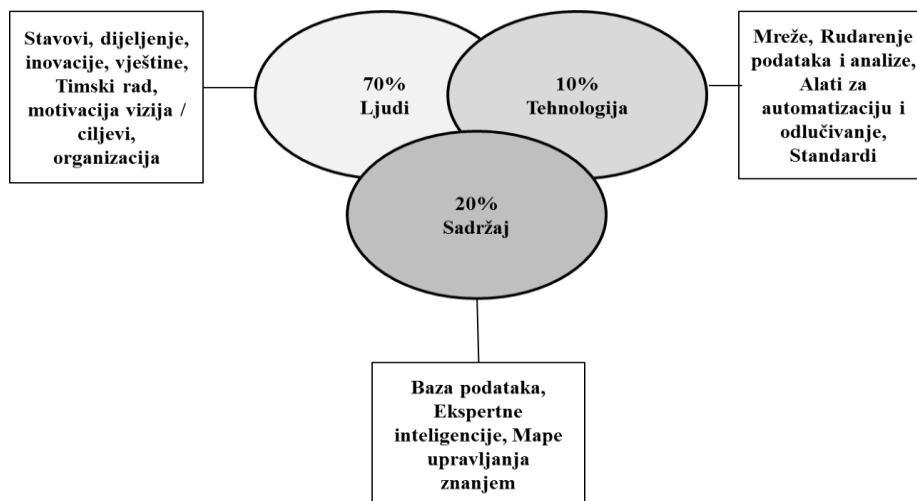 Stavovi, dijeljenje,
inovacije, vještine,
Timski rad,
motivacija vizija /
ciljevi,
organizacija
70%
Ljudi
10%
Tehnologija
Mreže, Rudarenje
podataka i analize,
Alati za
automatizaciju i
odlučivanje,
Standardi
20%
Sadržaj
Baza podataka,
Ekspertne
inteligencije, Mape
upravljanja
znanjem